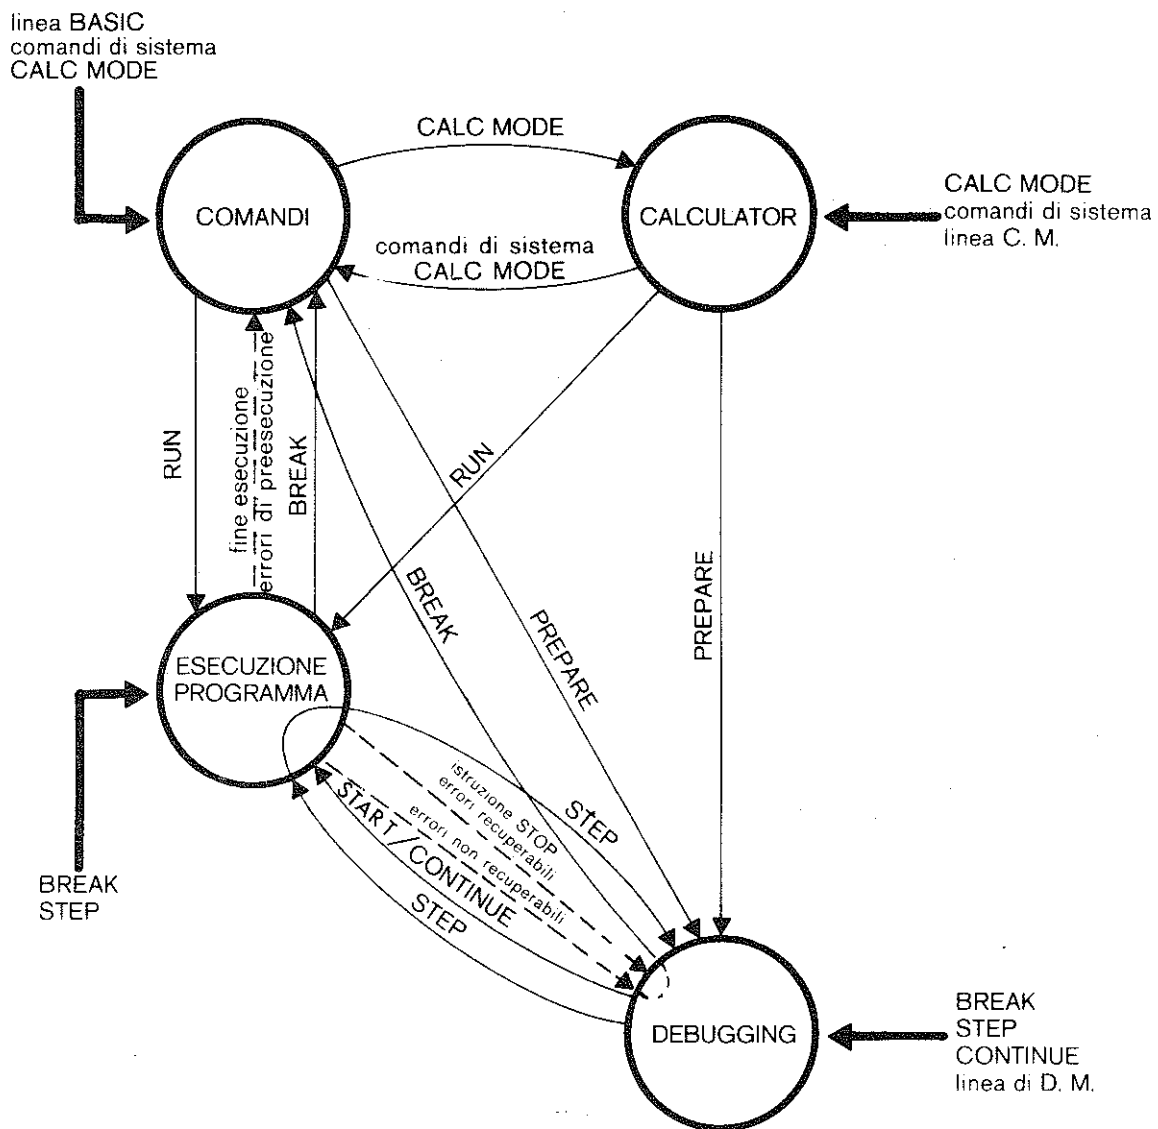 linea BASIC
comandi di sistema
CALC MODE
CALC MODE
COMANDI
CALCULATOR
CALC MODE
comandi di sistema
linea C. M.
comandi di sistema
CALC MODE
RUN
fine esecuzione
errori di preesecuzione
BREAK
RUN
BREAK
PREPARE
PREPARE
ESECUZIONE
PROGRAMMA
BREAK
STEP
istruzione STOP
errori recuperabili
STEP
errori non recuperabili
START/CONTINUE
STEP
DEBUGGING
BREAK
STEP
CONTINUE
linea di D. M.